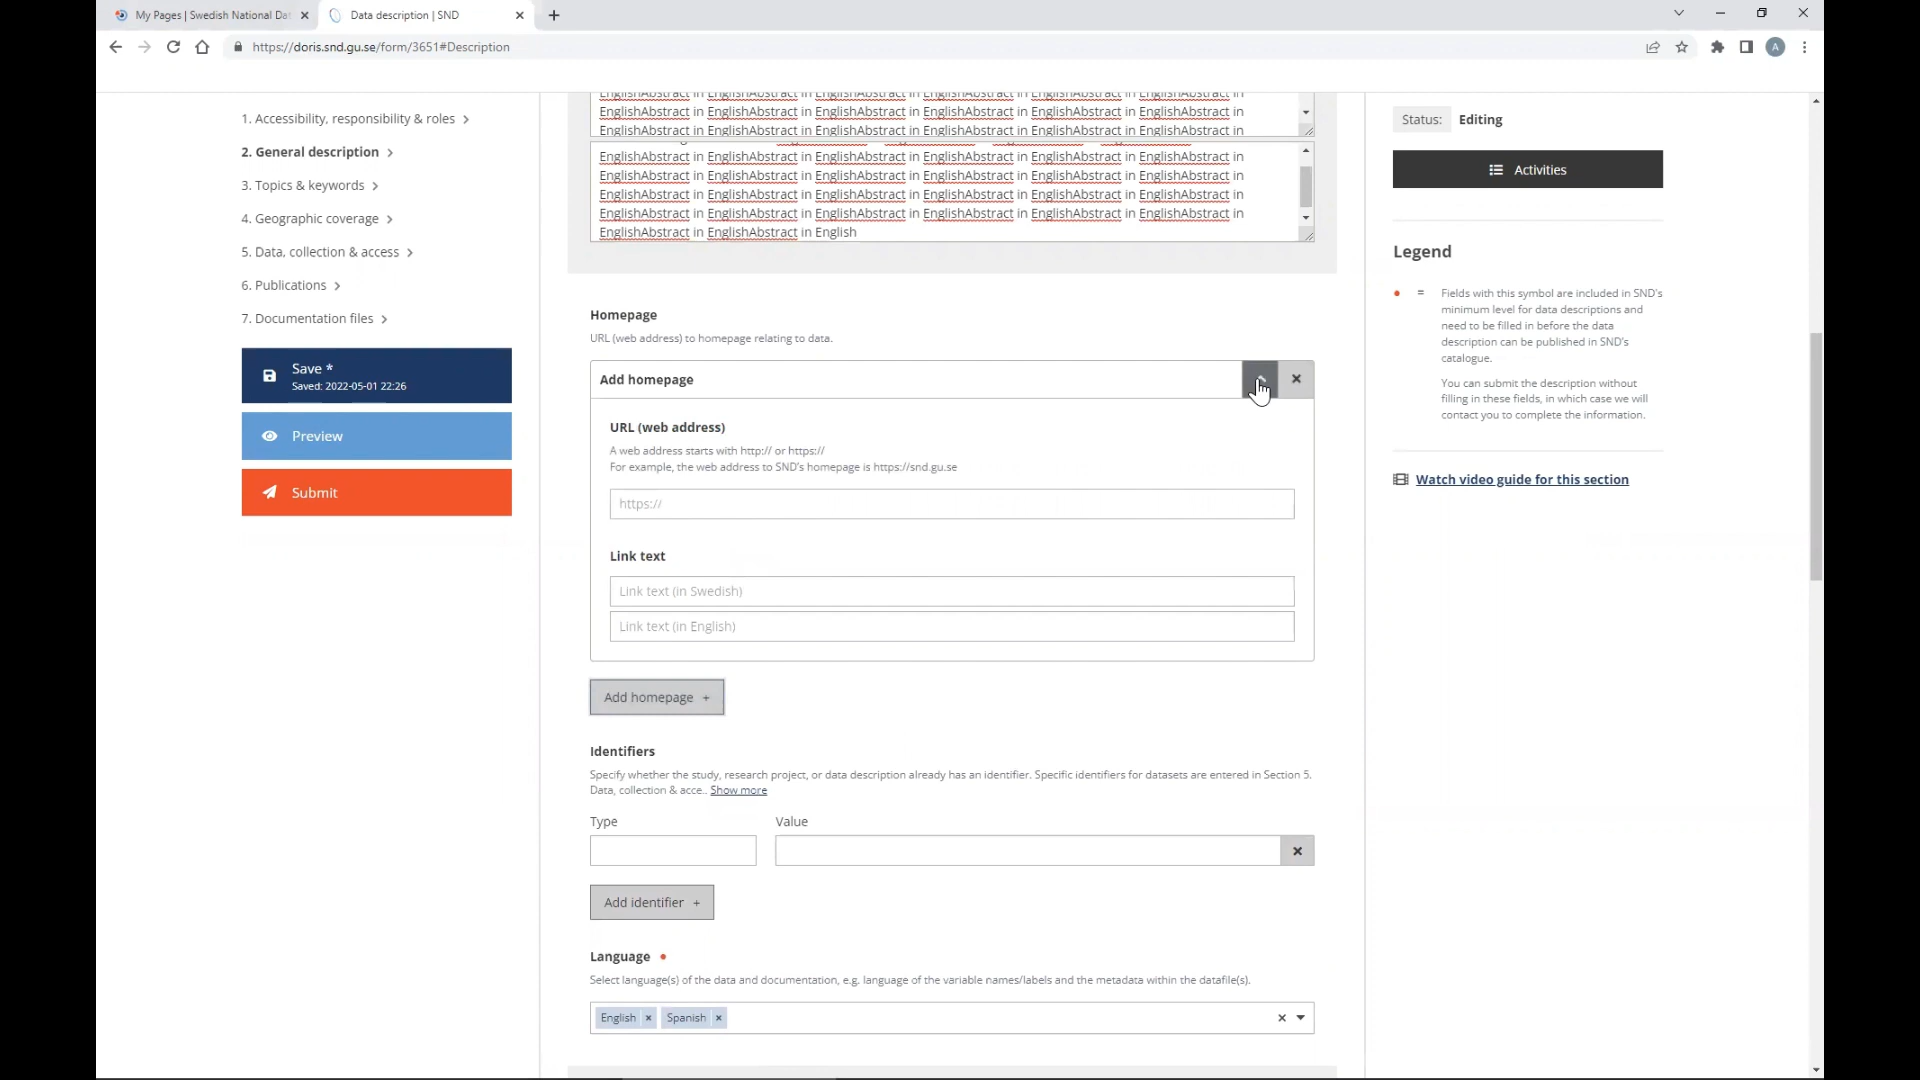 My Pages | Swedish National Dat
Data description | SND
https://doris.snd.gu.se/form/3651#Description
A
1. Accessibility, responsibility & roles
2. General description
3. Topics & keywords
4. Geographic coverage
5. Data, collection & access
6. Publications
7. Documentation files
Save *
Saved: 2022-05-01 22:26
Preview
Submit
EnglishAbstract in EnglishAbstract in EnglishAbstract in EnglishAbstract in EnglishAbstract in EnglishAbstract in
EnglishAbstract in EnglishAbstract in EnglishAbstract in EnglishAbstract in EnglishAbstract in EnglishAbstract in
EnglishAbstract in EnglishAbstract in EnglishAbstract in EnglishAbstract in EnglishAbstract in EnglishAbstract in
EnglishAbstract in EnglishAbstract in EnglishAbstract in EnglishAbstract in EnglishAbstract in EnglishAbstract in
EnglishAbstract in EnglishAbstract in EnglishAbstract in EnglishAbstract in EnglishAbstract in EnglishAbstract in
EnglishAbstract in EnglishAbstract in EnglishAbstract in EnglishAbstract in EnglishAbstract in EnglishAbstract in
EnglishAbstract in EnglishAbstract in EnglishAbstract in EnglishAbstract in EnglishAbstract in EnglishAbstract in
EnglishAbstract in EnglishAbstract in English
Homepage
URL (web address) to homepage relating to data.
Add homepage
URL (web address)
A web address starts with http:// or https://
For example, the web address to SND's homepage is https://snd.gu.se
https://
Link text
Link text (in Swedish)
Link text (in English)
Add homepage +
Identifiers
Specify whether the study, research project, or data description already has an identifier. Specific identifiers for datasets are entered in Section 5.
Data, collection & acce.. Show more
Type Value
Add identifier +
Language
Select language(s) of the data and documentation, e.g. language of the variable names/labels and the metadata within the datafile(s).
English × Spanish ×
Status: Editing
Activities
Legend
= Fields with this symbol are included in SND's
minimum level for data descriptions and
need to be filled in before the data
description can be published in SND's
catalogue.
You can submit the description without
filling in these fields, in which case we will
contact you to complete the information.
Watch video guide for this section